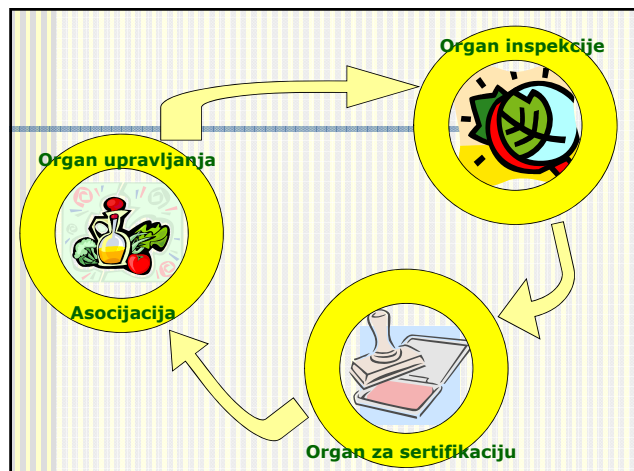 Organ inspekcije
Organ upravljanja
Asocijacija
Organ za sertifikaciju